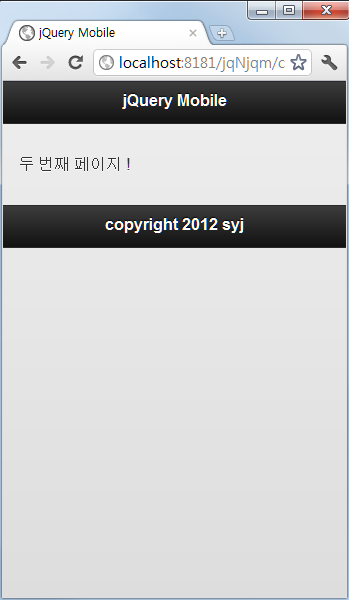 jQuery Mobile
localhost:8181/jqNjqm/c
jQuery Mobile
두 번째 페이지 !
copyright 2012 syj